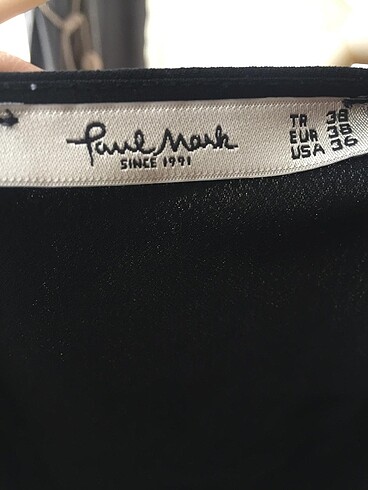 Paul Mark
SINCE 1991
TR 38
EUR 38
USA 36